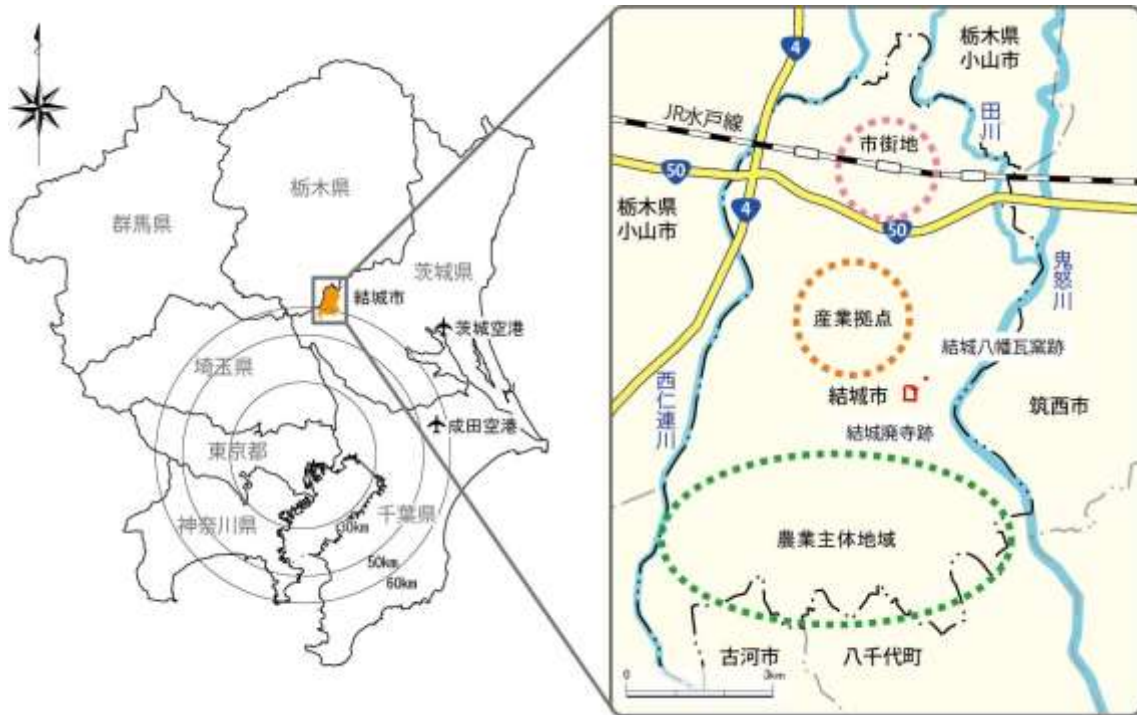 栃木県
群馬県
茨城県
結城市
茨城空港
埼玉県
成田空港
東京都
千葉県
神奈川県
30km
50km
60km
4
栃木県
小山市
JR水戸線
田川
市街地
50
栃木県
小山市
4
50
鬼怒川
産業拠点
結城八幡瓦窯跡
西仁連川
結城市
筑西市
結城廃寺跡
農業主体地域
古河市
八千代町
0
3km